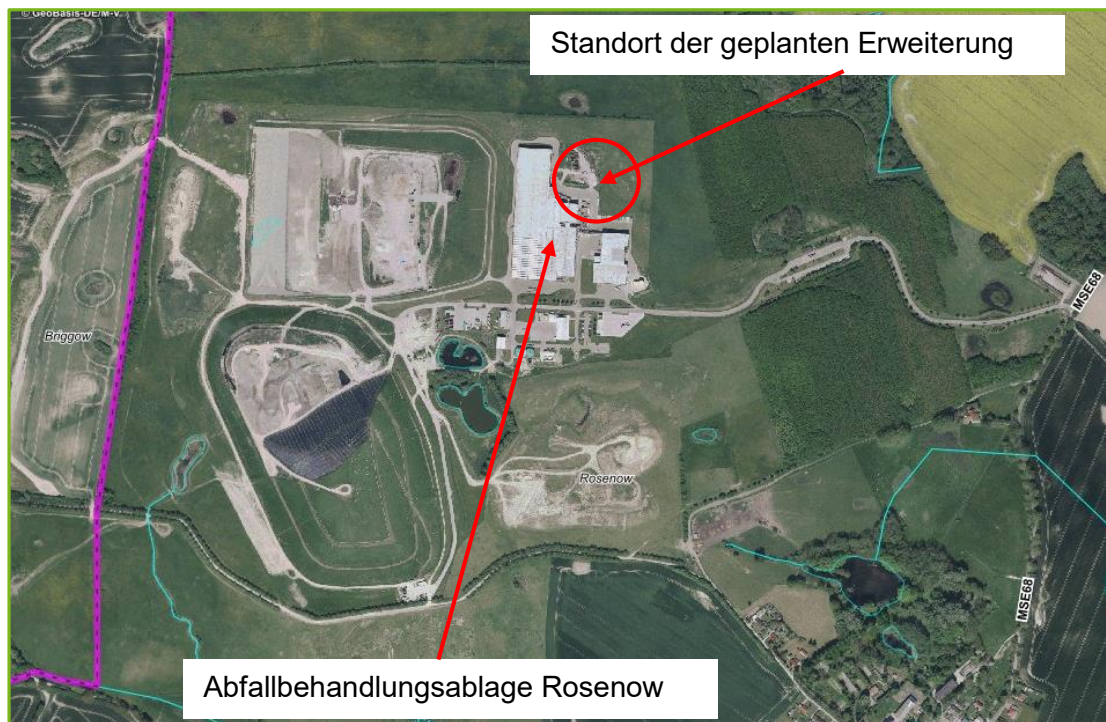 © GeoBasis-DE/M-V
Standort der geplanten Erweiterung
MSE68
Briggow
Rosenow
MSE68
Abfallbehandlungsablage Rosenow